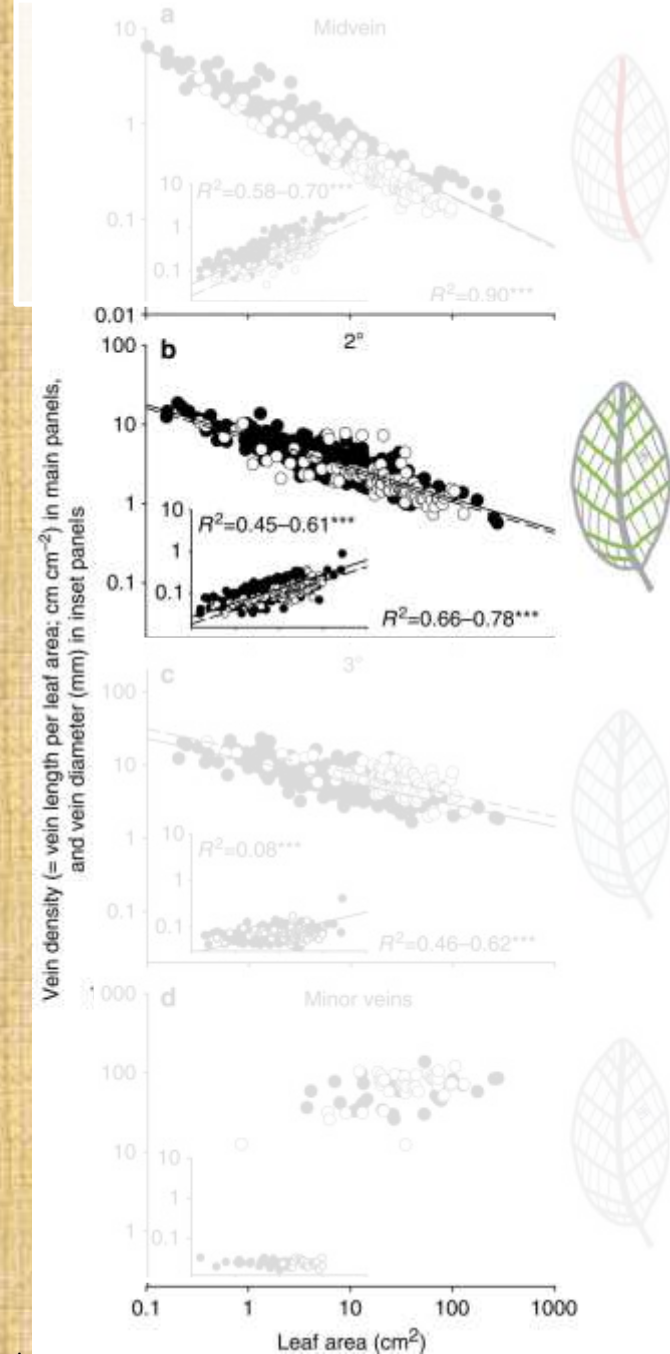 Vein density (= vein length per leaf area; cm cm⁻²) in main panels,
and vein diameter (mm) in inset panels
a
Midvein
10
1
0.1
0.01
10
1
0.1
R²=0.58–0.70***
R²=0.90***
b
2°
100
10
1
0.1
10
1
0.1
R²=0.45–0.61***
R²=0.66–0.78***
c
3°
100
10
1
0.1
10
1
0.1
R²=0.08***
R²=0.46–0.62***
d
Minor veins
1000
100
10
1
10
1
0.1
0.1 1 10 100 1000
Leaf area (cm²)